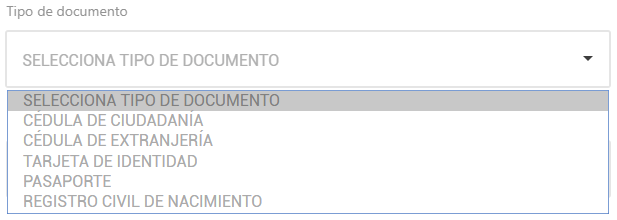 Tipo de documento
SELECCIONA TIPO DE DOCUMENTO
SELECCIONA TIPO DE DOCUMENTO
CÉDULA DE CIUDADANÍA
CÉDULA DE EXTRANJERÍA
TARJETA DE IDENTIDAD
PASAPORTE
REGISTRO CIVIL DE NACIMIENTO